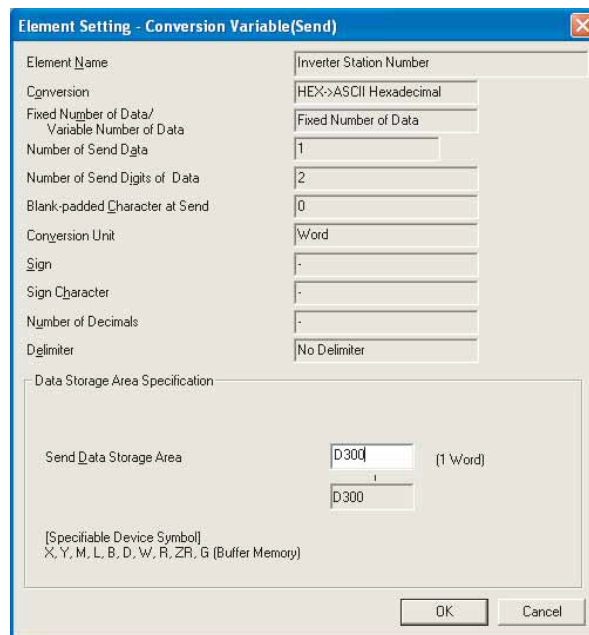 Element Setting - Conversion Variable(Send)
Element Name Inverter Station Number
Conversion HEX->ASCII Hexadecimal
Fixed Number of Data/
Variable Number of Data Fixed Number of Data
Number of Send Data 1
Number of Send Digits of Data 2
Blank-padded Character at Send 0
Conversion Unit Word
Sign -
Sign Character -
Number of Decimals -
Delimiter No Delimiter
Data Storage Area Specification
Send Data Storage Area D300 (1 Word)
D300
[Specifiable Device Symbol]
X, Y, M, L, B, D, W, R, ZR, G (Buffer Memory)
OK Cancel